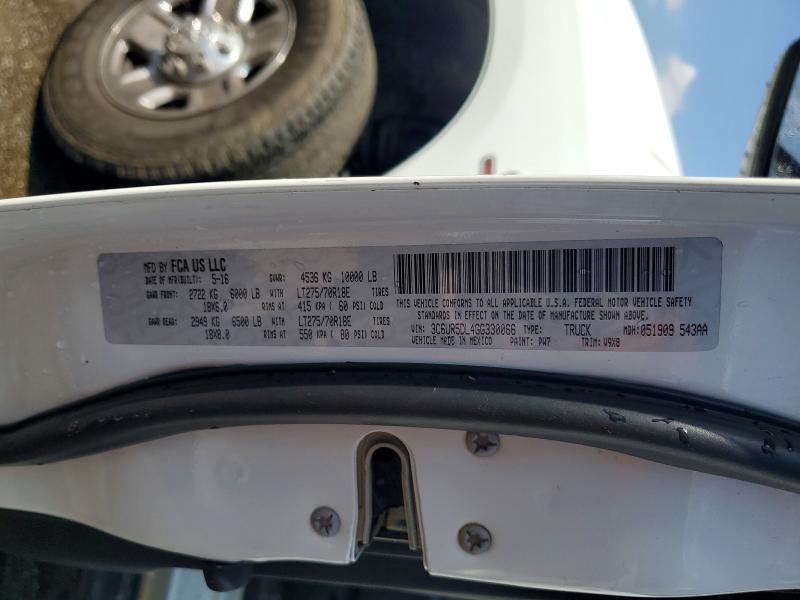 MFD BY FCA US LLC
DATE OF MFR(BUILT): 5-16 GVWR: 4536 KG 10000 LB
GAWR FRONT: 2722 KG 6000 LB WITH LT275/70R18E TIRES
18X8.0 RIMS AT 415 KPA ( 60 PSI) COLD
GAWR REAR: 2949 KG 6500 LB WITH LT275/70R18E TIRES
18X8.0 RIMS AT 550 KPA ( 80 PSI) COLD
THIS VEHICLE CONFORMS TO ALL APPLICABLE U.S.A. FEDERAL MOTOR VEHICLE SAFETY
STANDARDS IN EFFECT ON THE DATE OF MANUFACTURE SHOWN ABOVE.
VIN: 3C6UR5DL4GG330066 TYPE: TRUCK MDH: 051909 543AA
VEHICLE MADE IN MEXICO PAINT: PW7 TRIM: V9X8